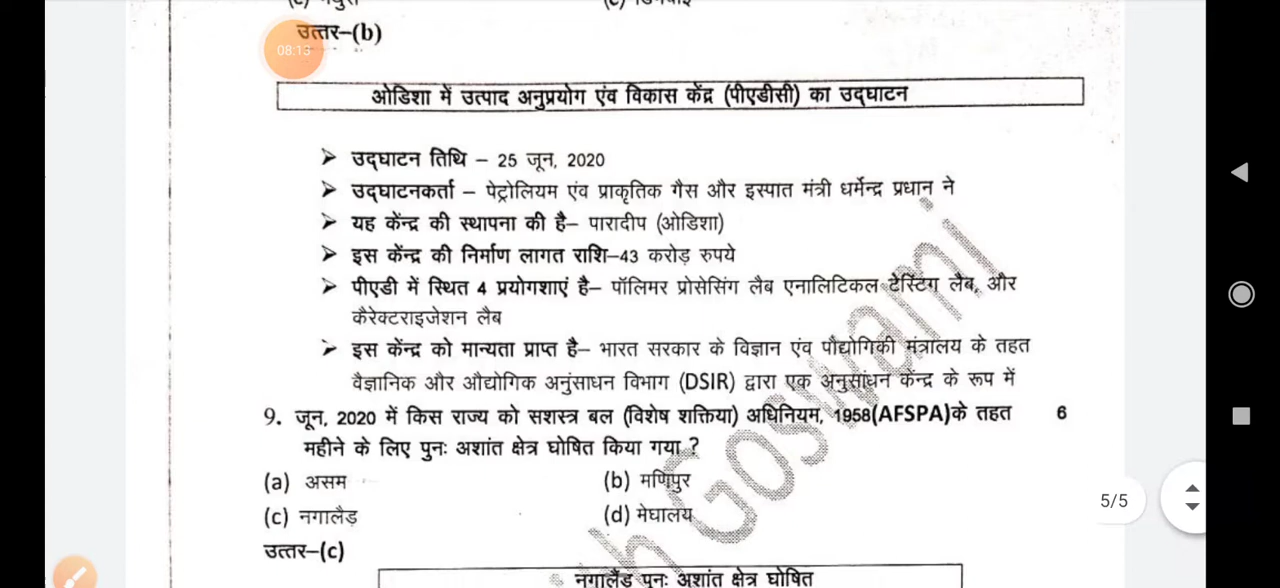 उत्तर–(b)
08:13
ओडिशा में उत्पाद अनुप्रयोग एंव विकास केंद्र (पीएडीसी) का उद्घाटन
➤ उद्घाटन तिथि – 25 जून, 2020
➤ उद्घाटनकर्ता – पेट्रोलियम एंव प्राकृतिक गैस और इस्पात मंत्री धर्मेन्द्र प्रधान ने
➤ यह केंन्द्र की स्थापना की है– पारादीप (ओडिशा)
➤ इस केंन्द्र की निर्माण लागत राशि–43 करोड़ रुपये
➤ पीएडी में स्थित 4 प्रयोगशाएं है– पॉलिमर प्रोसेसिंग लैब एनालिटिकल टेस्टिंग लैब, और
कैरेक्टराइजेशन लैब
➤ इस केंन्द्र को मान्यता प्राप्त है– भारत सरकार के विज्ञान एंव पौद्योगिकी मंत्रालय के तहत
वैज्ञानिक और औद्योगिक अनुंसाधन विभाग (DSIR) द्वारा एक अनुसांधन केंन्द्र के रूप में
9. जून, 2020 में किस राज्य को सशस्त्र बल (विशेष शक्तिया) अधिनियम, 1958(AFSPA)के तहत 6
महीने के लिए पुनः अशांत क्षेत्र घोषित किया गया ?
(a) असम (b) मणिपुर
(c) नगालैड़ (d) मेघालय
5/5
उत्तर–(c)
नगालैंड पुनः अशांत क्षेत्र घोषित
Goswami